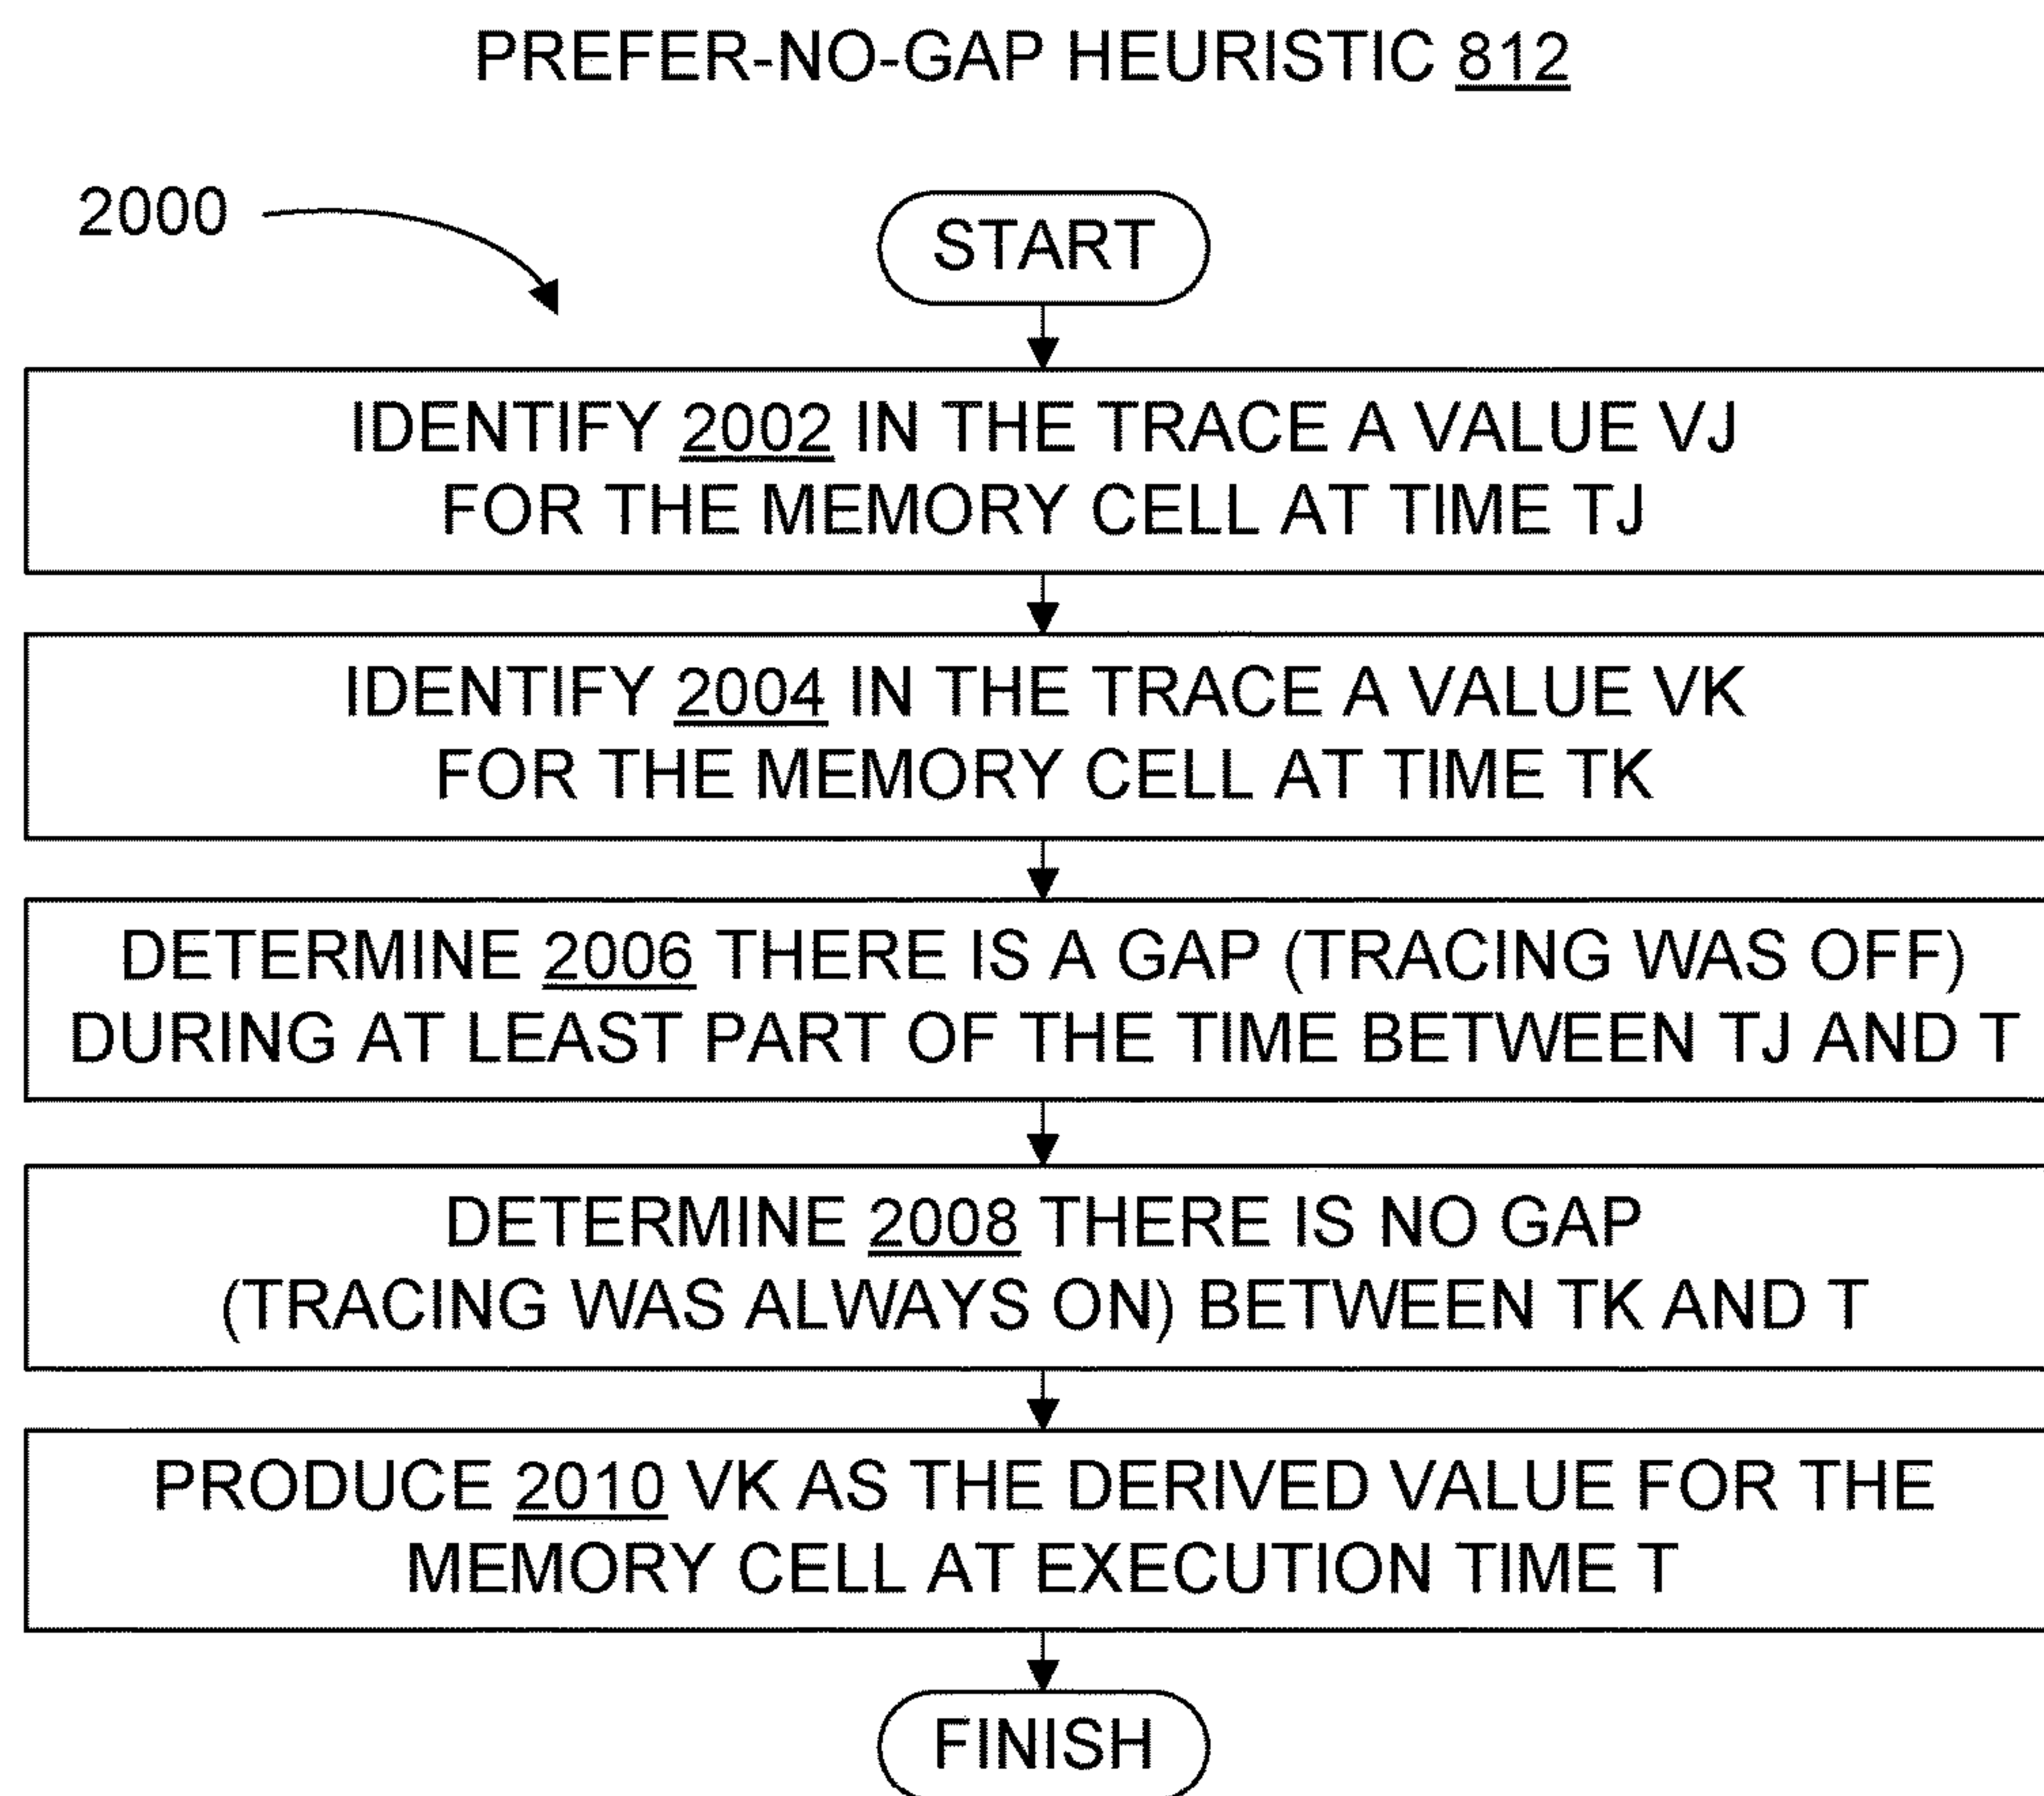 PREFER-NO-GAP HEURISTIC 812
2000
START
IDENTIFY 2002 IN THE TRACE A VALUE VJ
FOR THE MEMORY CELL AT TIME TJ
IDENTIFY 2004 IN THE TRACE A VALUE VK
FOR THE MEMORY CELL AT TIME TK
DETERMINE 2006 THERE IS A GAP (TRACING WAS OFF)
DURING AT LEAST PART OF THE TIME BETWEEN TJ AND T
DETERMINE 2008 THERE IS NO GAP
(TRACING WAS ALWAYS ON) BETWEEN TK AND T
PRODUCE 2010 VK AS THE DERIVED VALUE FOR THE
MEMORY CELL AT EXECUTION TIME T
FINISH